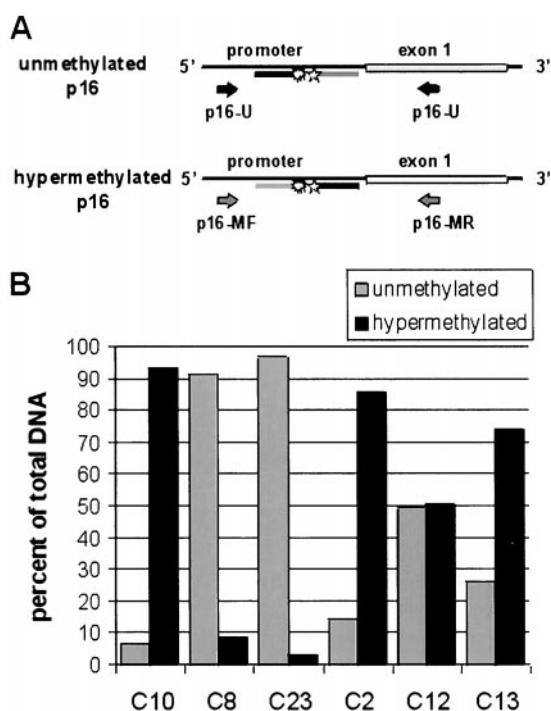 A
promoter exon 1
unmethylated 5' 3'
p16
p16-U p16-U
promoter exon 1
hypermethylated 5' 3'
p16
p16-MF p16-MR
B
unmethylated
hypermethylated
percent of total DNA
100
90
80
70
60
50
40
30
20
10
0
C10 C8 C23 C2 C12 C13